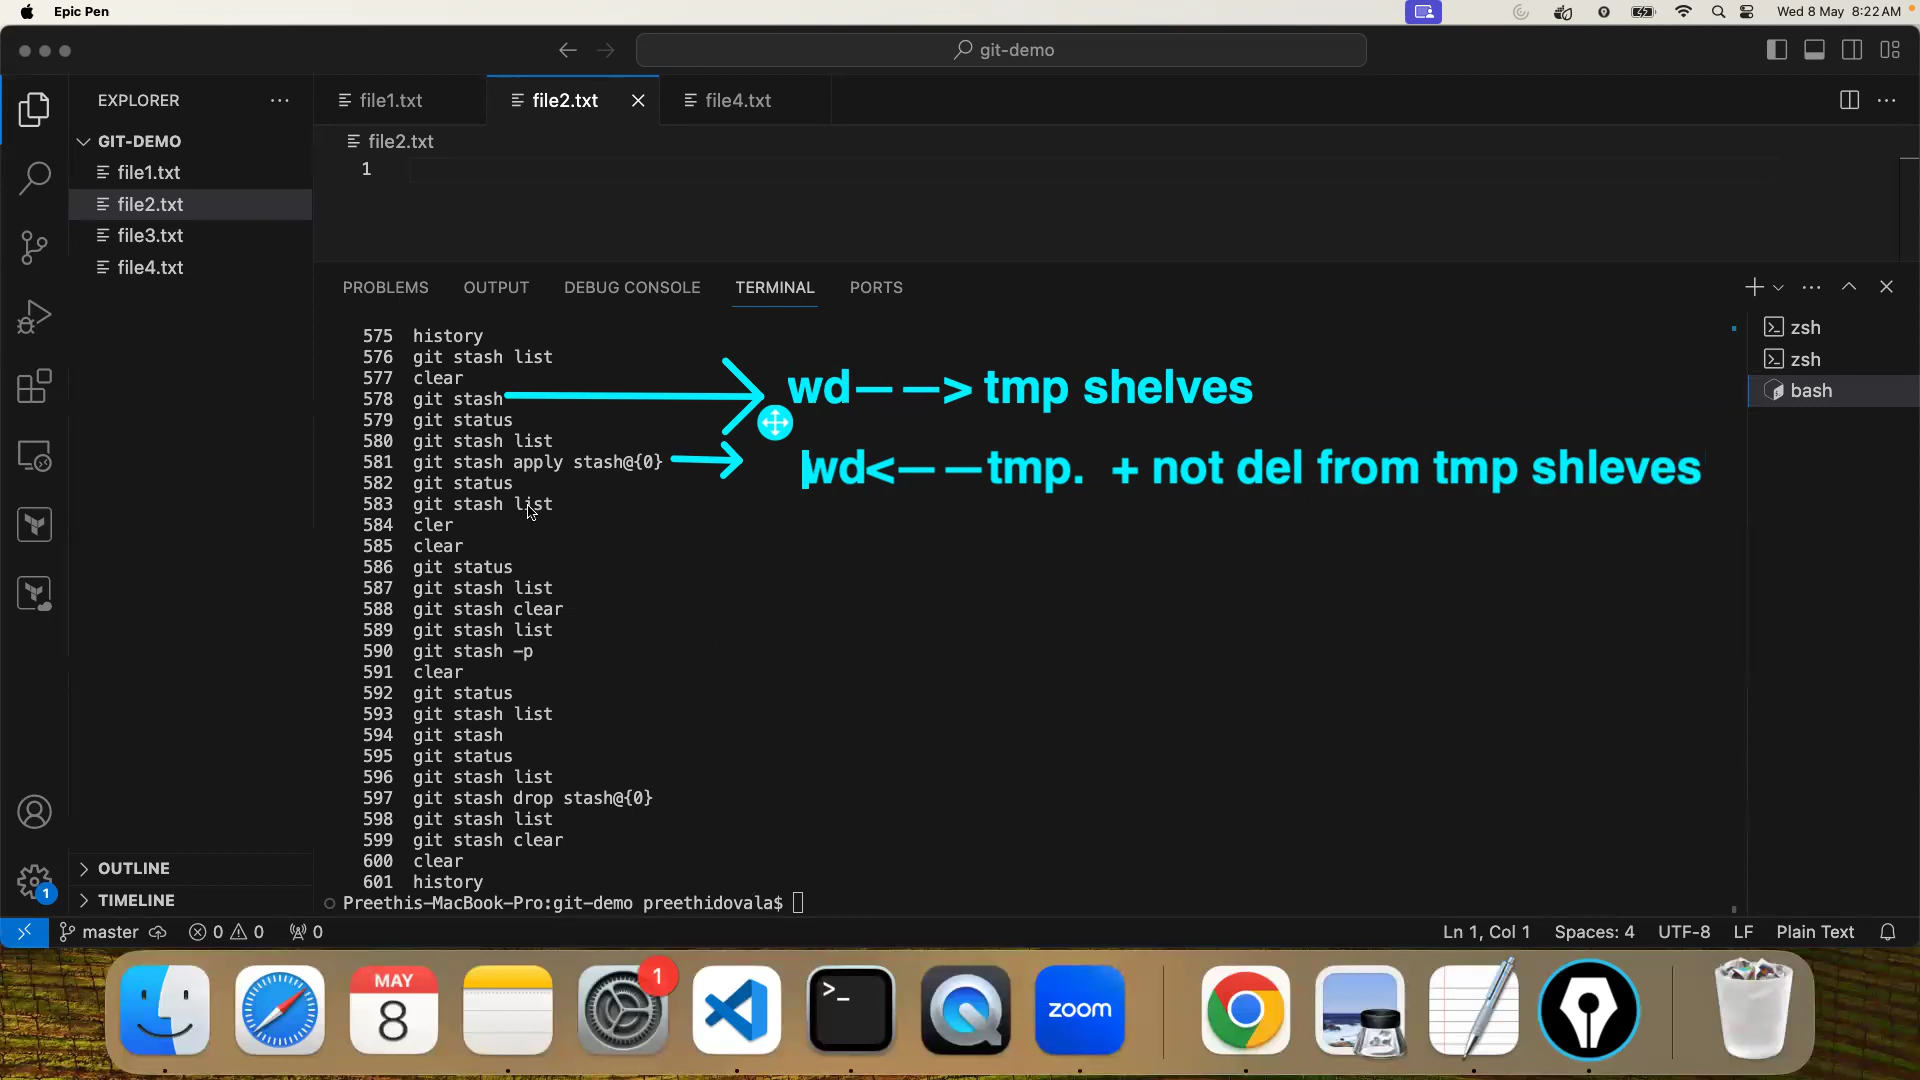 Epic Pen
Wed 8 May 8:22 AM
git-demo
EXPLORER
file1.txt
file2.txt
file4.txt
GIT-DEMO
file1.txt
file2.txt
file3.txt
file4.txt
file2.txt
1
PROBLEMS OUTPUT DEBUG CONSOLE TERMINAL PORTS
575 history
576 git stash list
577 clear
578 git stash
579 git status
580 git stash list
581 git stash apply stash@{0}
582 git status
583 git stash list
584 cler
585 clear
586 git status
587 git stash list
588 git stash clear
589 git stash list
590 git stash -p
591 clear
592 git status
593 git stash list
594 git stash
595 git status
596 git stash list
597 git stash drop stash@{0}
598 git stash list
599 git stash clear
600 clear
601 history
Preethis-MacBook-Pro:git-demo preethidovala$
wd——> tmp shelves
wd<——tmp. + not del from tmp shleves
zsh
zsh
bash
OUTLINE
TIMELINE
1
master
0 0
0
Ln 1, Col 1 Spaces: 4 UTF-8 LF Plain Text
MAY
8
1
>_
zoom